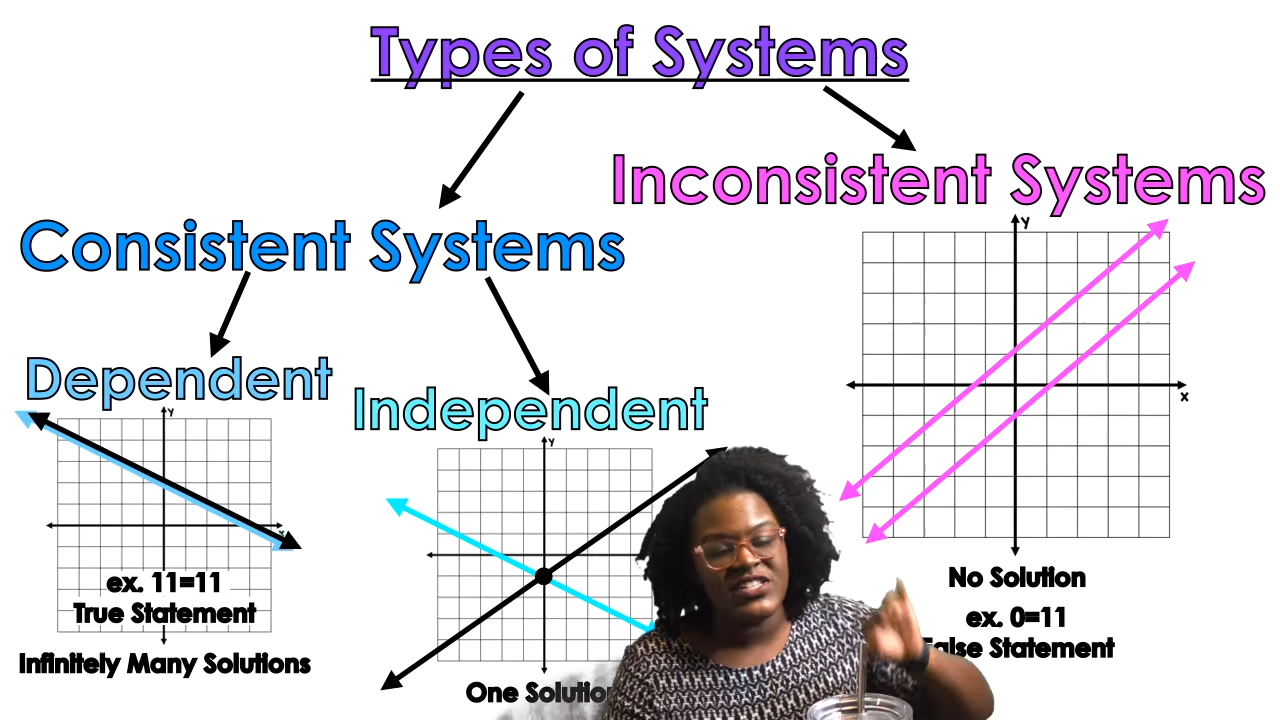 Types of Systems
Inconsistent Systems
Consistent Systems
Dependent
Independent
y
x
y
y
ex. 11=11
True Statement
Infinitely Many Solutions
One
No Solution
ex. 0=11
Statement